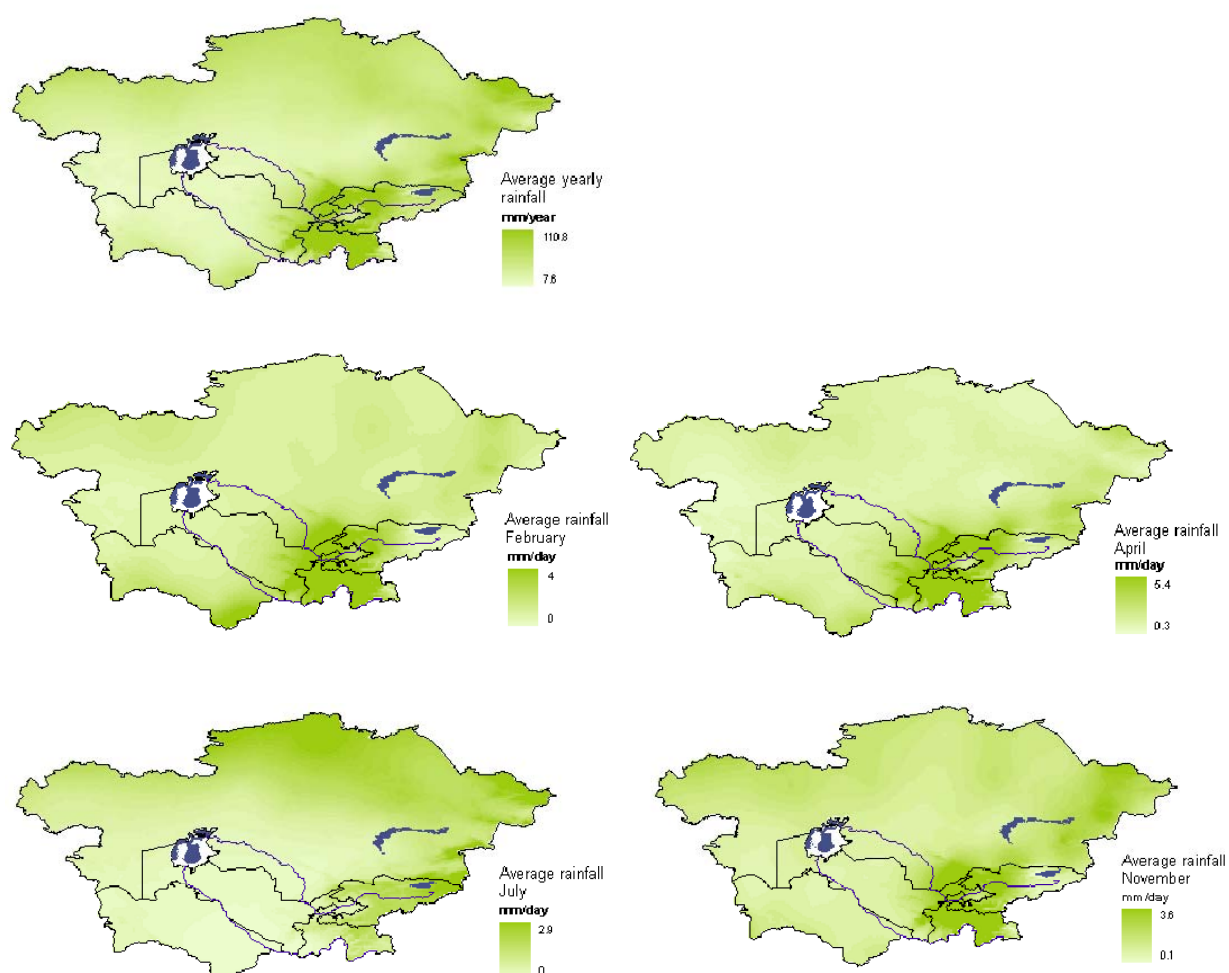 Average yearly
rainfall
mm/year
110.8
7.6
Average rainfall
February
mm/day
4
0
Average rainfall
April
mm/day
5.4
0.3
Average rainfall
July
mm/day
2.9
0
Average rainfall
November
mm/day
3.6
0.1